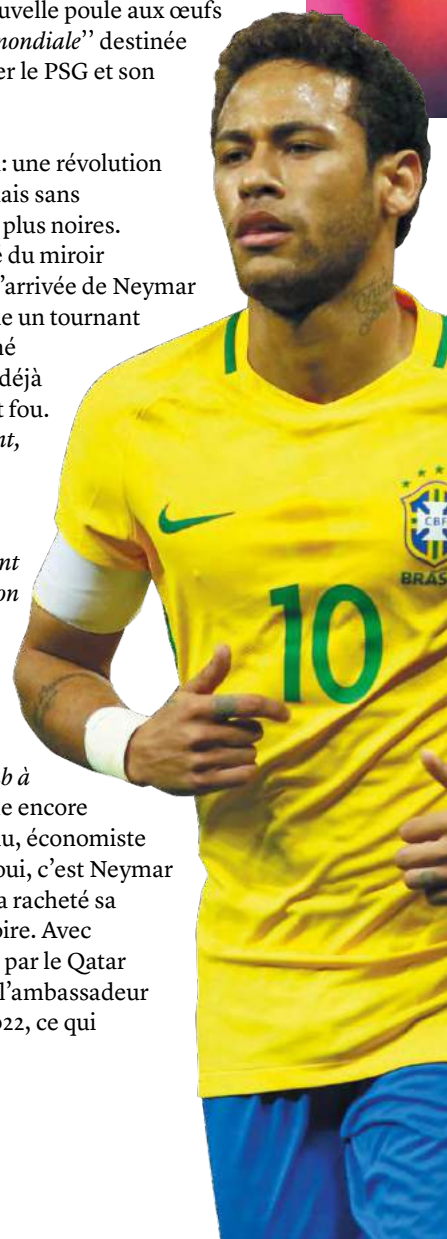 uvelle poule aux œufs
mondiale’’ destinée
er le PSG et son
: une révolution
ais sans
plus noires.
du miroir
’arrivée de Neymar
e un tournant
né
déjà
t fou.
nt,
nt
on
b à
e encore
u, économiste
oui, c’est Neymar
a racheté sa
oire. Avec
par le Qatar
l’ambassadeur
022, ce qui
CBF
BRAS
10